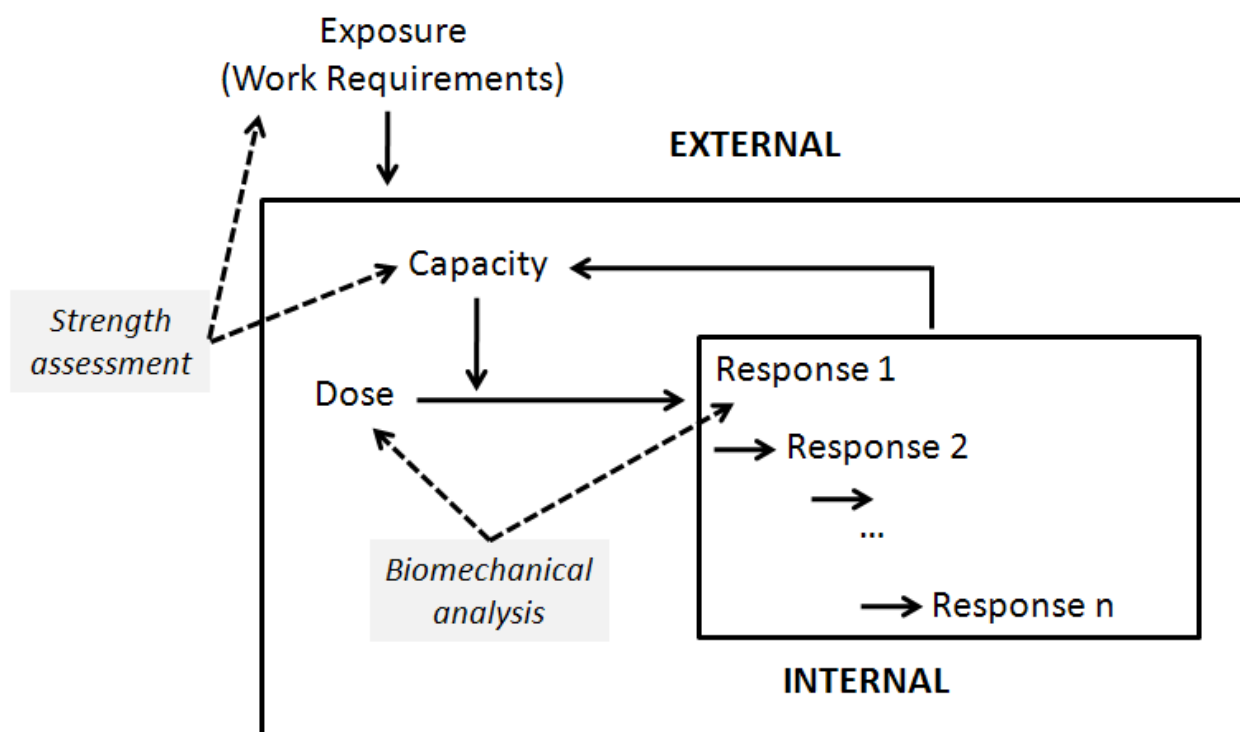 Exposure
(Work Requirements)
EXTERNAL
Capacity
Strength
assessment
Response 1
Dose
Response 2
...
Biomechanical
analysis
Response n
INTERNAL